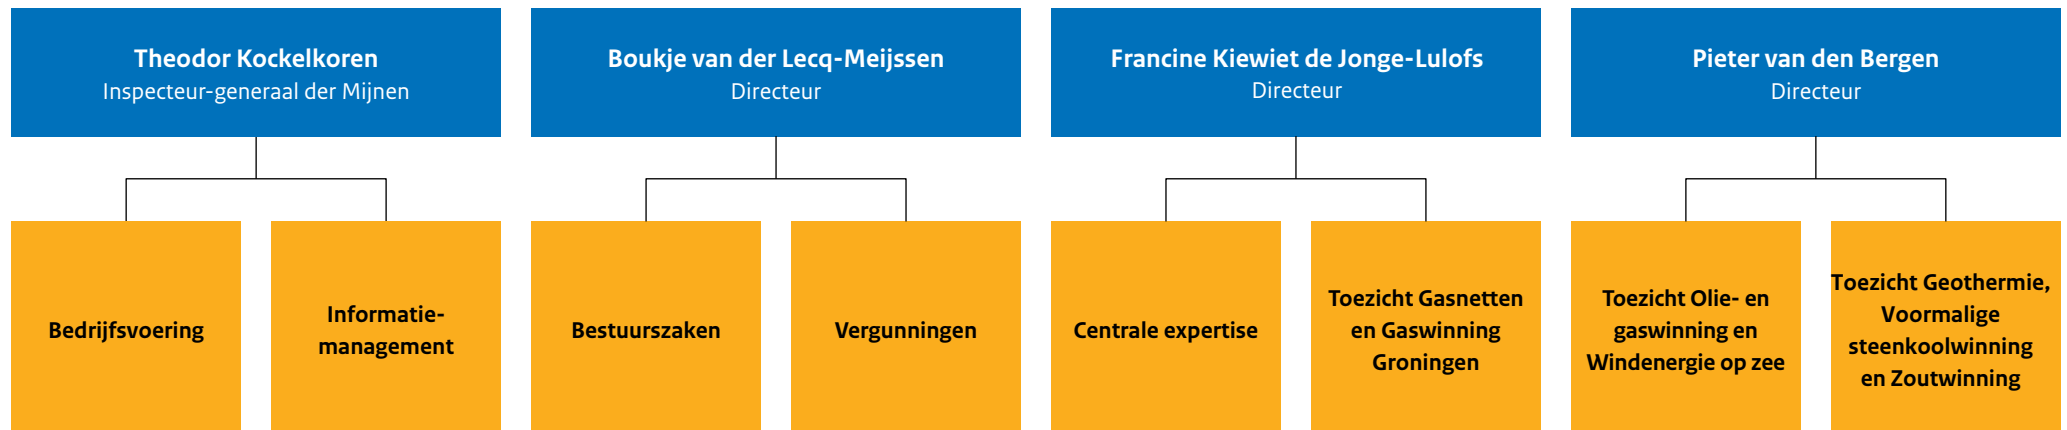 Theodor Kockelkoren
Inspecteur-generaal der Mijnen
Boukje van der Lecq-Meijssen
Directeur
Francine Kiewiet de Jonge-Lulofs
Directeur
Pieter van den Bergen
Directeur
Bedrijfsvoering
Informatie-
management
Bestuurszaken
Vergunningen
Centrale expertise
Toezicht Gasnetten
en Gaswinning
Groningen
Toezicht Olie- en
gaswinning en
Windenergie op zee
Toezicht Geothermie,
Voormalige
steenkoolwinning
en Zoutwinning